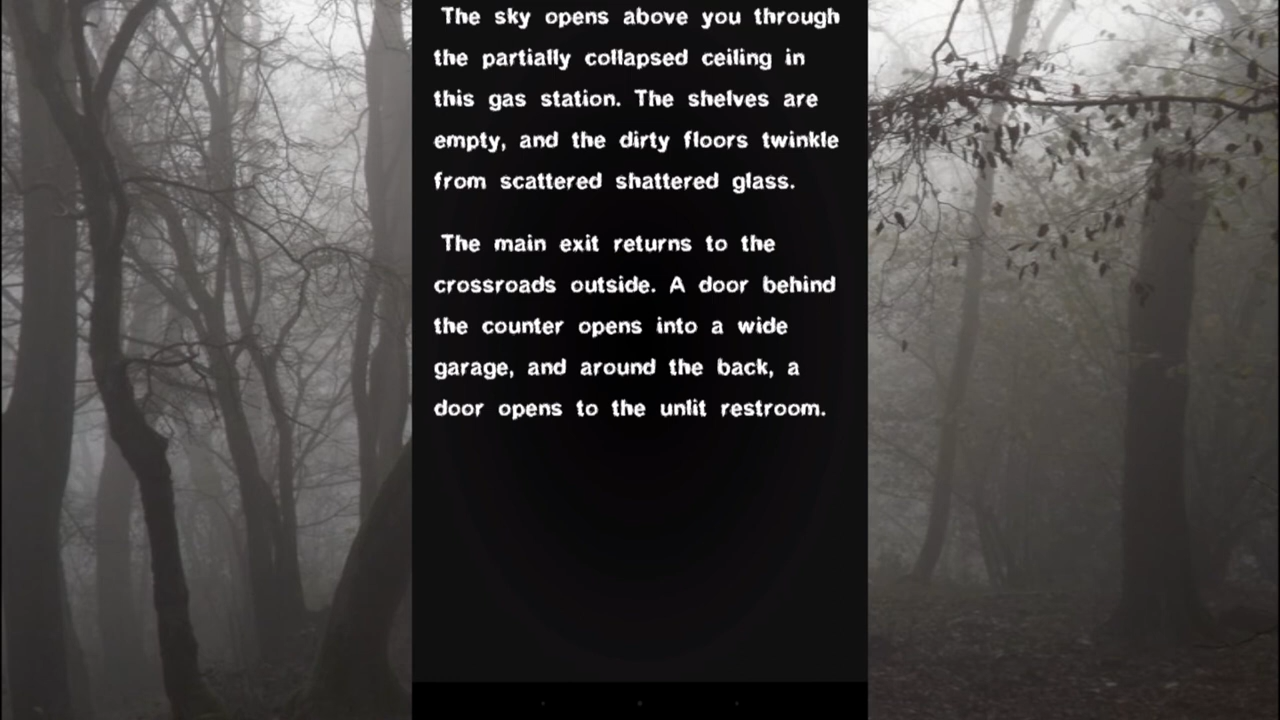 The sky opens above you through
the partially collapsed ceiling in
this gas station. The shelves are
empty, and the dirty floors twinkle
from scattered shattered glass.
The main exit returns to the
crossroads outside. A door behind
the counter opens into a wide
garage, and around the back, a
door opens to the unlit restroom.